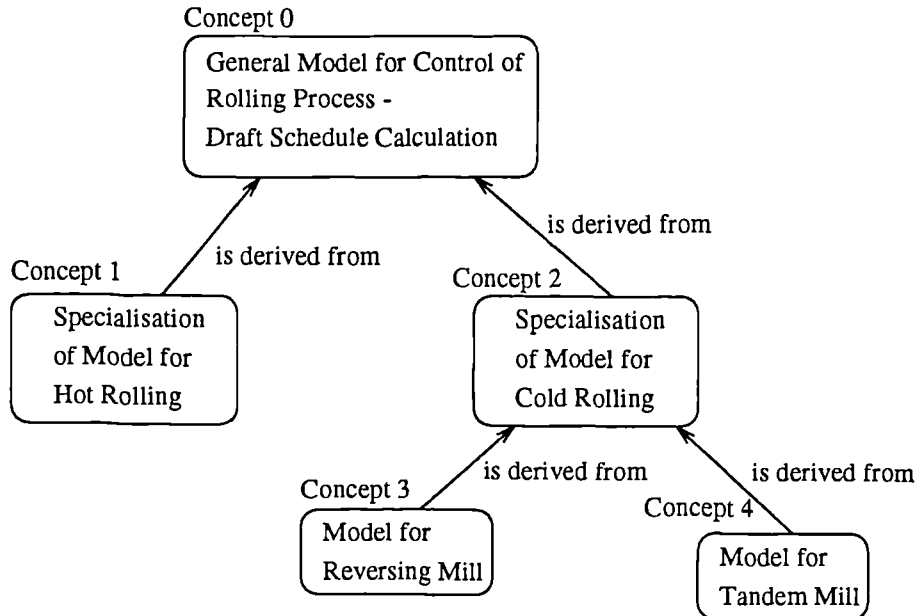 Concept 0
General Model for Control of
Rolling Process -
Draft Schedule Calculation
is derived from
is derived from
Concept 1
Specialisation
of Model for
Hot Rolling
Concept 2
Specialisation
of Model for
Cold Rolling
is derived from
is derived from
Concept 3
Model for
Reversing Mill
Concept 4
Model for
Tandem Mill